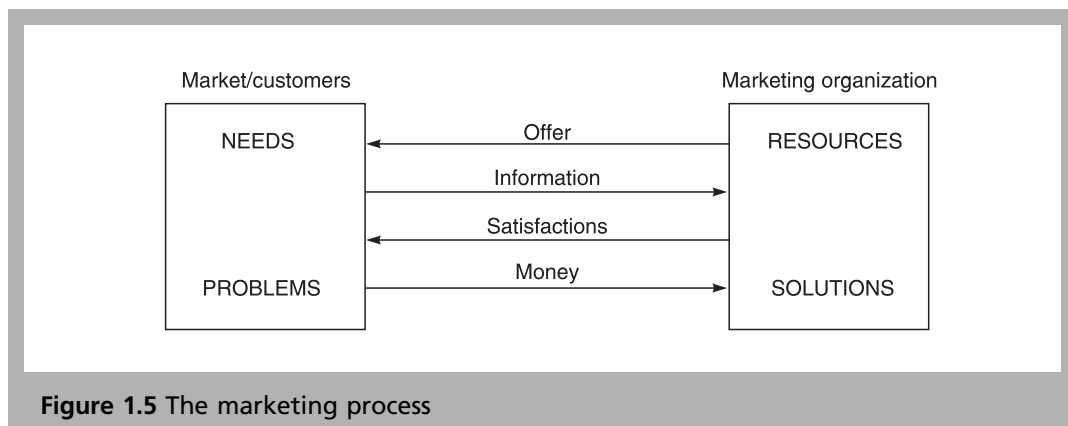 Market/customers
Marketing organization
NEEDS
Offer
RESOURCES
Information
Satisfactions
Money
PROBLEMS
SOLUTIONS
Figure 1.5 The marketing process